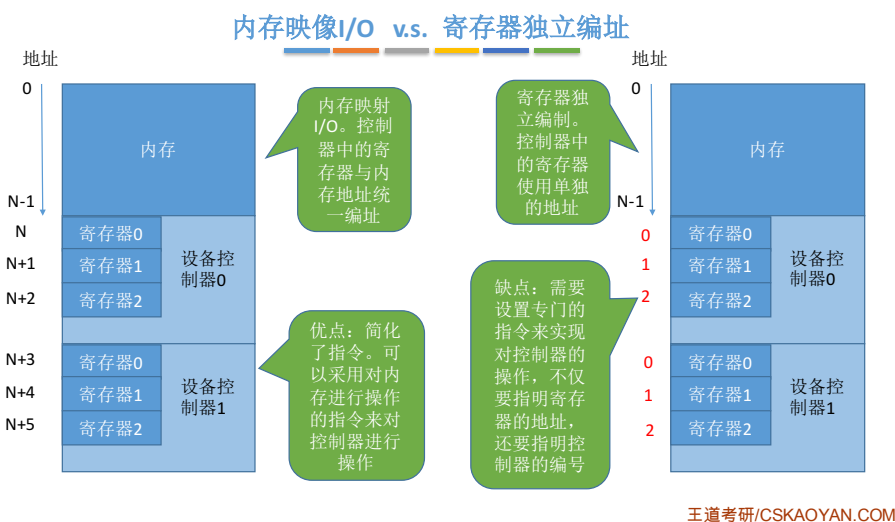 内存映像I/O v.s. 寄存器独立编址
地址
0
N-1
N
N+1
N+2
N+3
N+4
N+5
内存
寄存器0
寄存器1
寄存器2
设备控
制器0
寄存器0
寄存器1
寄存器2
设备控
制器1
内存映射
I/O。控制
器中的寄
存器与内
存地址统
一编址
优点：简化
了指令。可
以采用对内
存进行操作
的指令来对
控制器进行
操作
寄存器独
立编制。
控制器中
的寄存器
使用单独
的地址
缺点：需要
设置专门的
指令来实现
对控制器的
操作，不仅
要指明寄存
器的地址，
还要指明控
制器的编号
地址
0
N-1
0
1
2
0
1
2
内存
寄存器0
寄存器1
寄存器2
设备控
制器0
寄存器0
寄存器1
寄存器2
设备控
制器1
王道考研/CSKAOYAN.COM